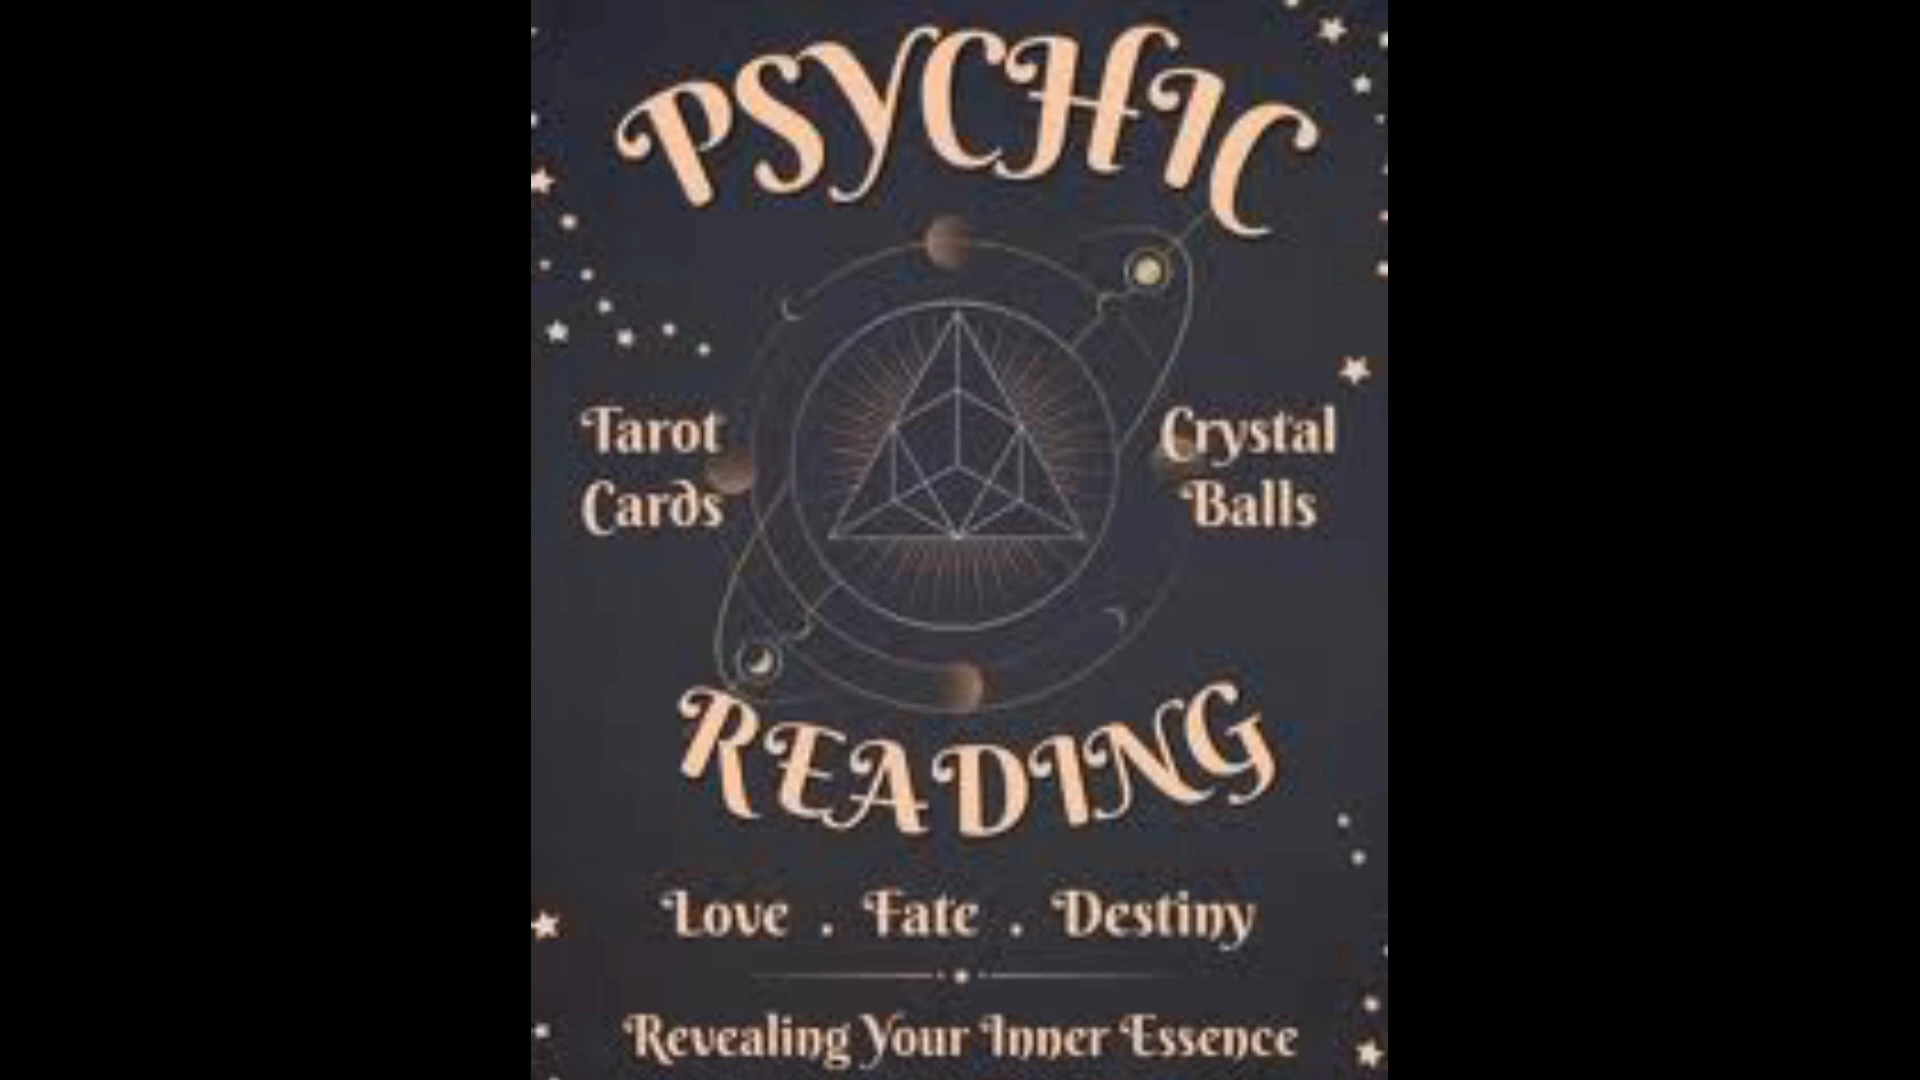 PSYCHIC
Tarot
Cards
Crystal
Balls
READING
Love . Fate . Destiny
Revealing Your Inner Essence